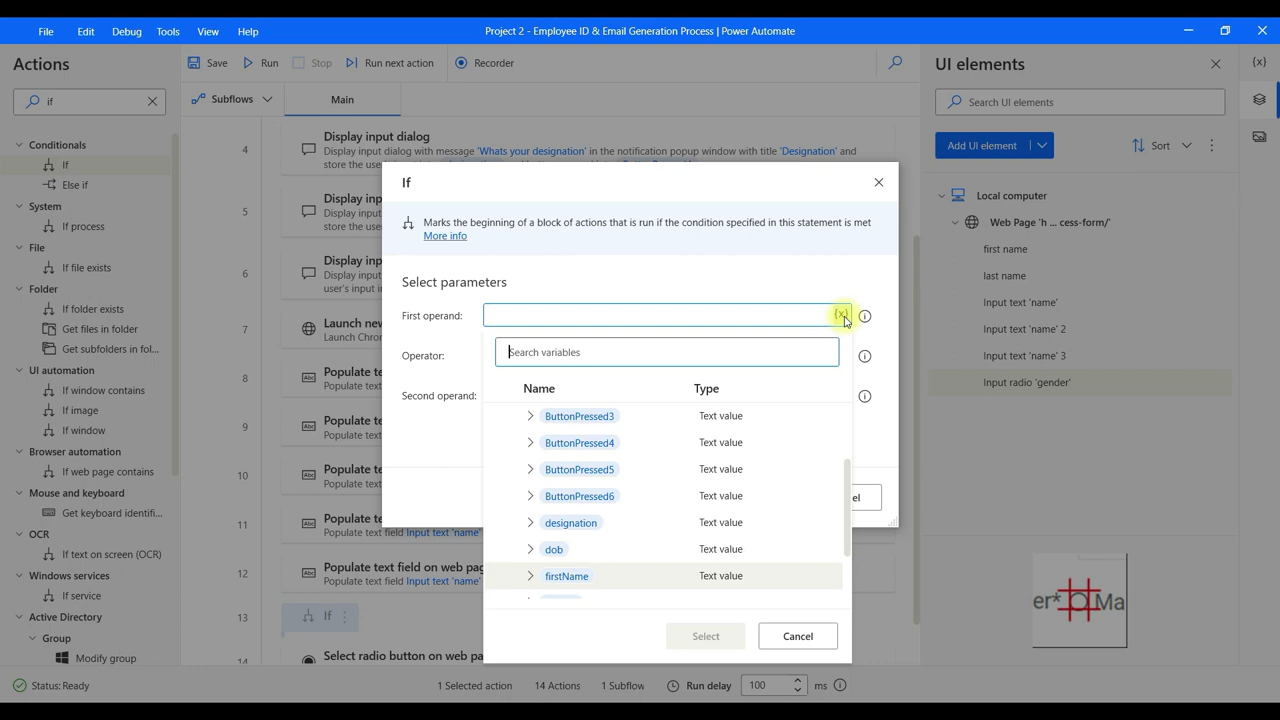 File Edit Debug Tools View Help Project 2 - Employee ID & Email Generation Process | Power Automate
Actions
Save Run Stop Run next action Recorder
UI elements
{x}
if
Subflows Main
Search UI elements
Conditionals
If
Else if
System
If process
File
If file exists
Folder
If folder exists
Get files in folder
Get subfolders in fol...
UI automation
If window contains
If image
If window
Browser automation
If web page contains
Mouse and keyboard
Get keyboard identifi...
OCR
If text on screen (OCR)
Windows services
If service
Active Directory
Group
Modify group
4 Display input dialog
Display input dialog with message 'Whats your designation' in the notification popup window with title 'Designation' and
store the use
5 Display inp
Display input
store the use
6 Display inp
Display input
user's input i
7 Launch new
Launch Chro
8 Populate te
Populate text
9 Populate te
Populate text
10 Populate te
Populate text
11 Populate te
Populate text field Input text 'name'
12 Populate text field on web pag
Populate text field Input text 'name'
13 If
14 Select radio button on web pa
If
Marks the beginning of a block of actions that is run if the condition specified in this statement is met
More info
Select parameters
First operand: {x}
Operator:
Second operand:
Search variables
Name Type
ButtonPressed3 Text value
ButtonPressed4 Text value
ButtonPressed5 Text value
ButtonPressed6 Text value
designation Text value
dob Text value
firstName Text value
Select Cancel
el
Add UI element Sort
Local computer
Web Page 'h ... cess-form/'
first name
last name
Input text 'name'
Input text 'name' 2
Input text 'name' 3
Input radio 'gender'
er* Ma
Status: Ready 1 Selected action 14 Actions 1 Subflow Run delay 100 ms